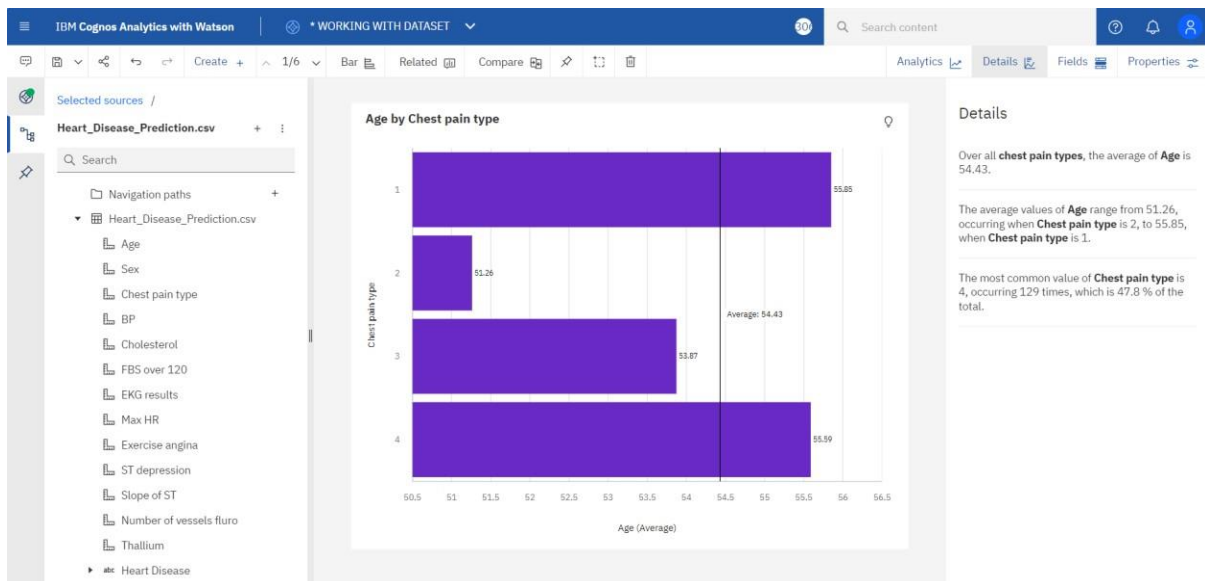 IBM Cognos Analytics with Watson
* WORKING WITH DATASET
30
Search content
Create +
1/6
Bar
Related
Compare
Analytics
Details
Fields
Properties
Selected sources /
Heart_Disease_Prediction.csv
Search
Navigation paths
Heart_Disease_Prediction.csv
Age
Sex
Chest pain type
BP
Cholesterol
FBS over 120
EKG results
Max HR
Exercise angina
ST depression
Slope of ST
Number of vessels fluro
Thallium
abc Heart Disease
Age by Chest pain type
Chest pain type
1
55.85
2
51.26
Average: 54.43
3
53.87
4
55.59
50.5 51 51.5 52 52.5 53 53.5 54 54.5 55 55.5 56 56.5
Age (Average)
Details
Over all chest pain types, the average of Age is
54.43.
The average values of Age range from 51.26,
occurring when Chest pain type is 2, to 55.85,
when Chest pain type is 1.
The most common value of Chest pain type is
4, occurring 129 times, which is 47.8 % of the
total.